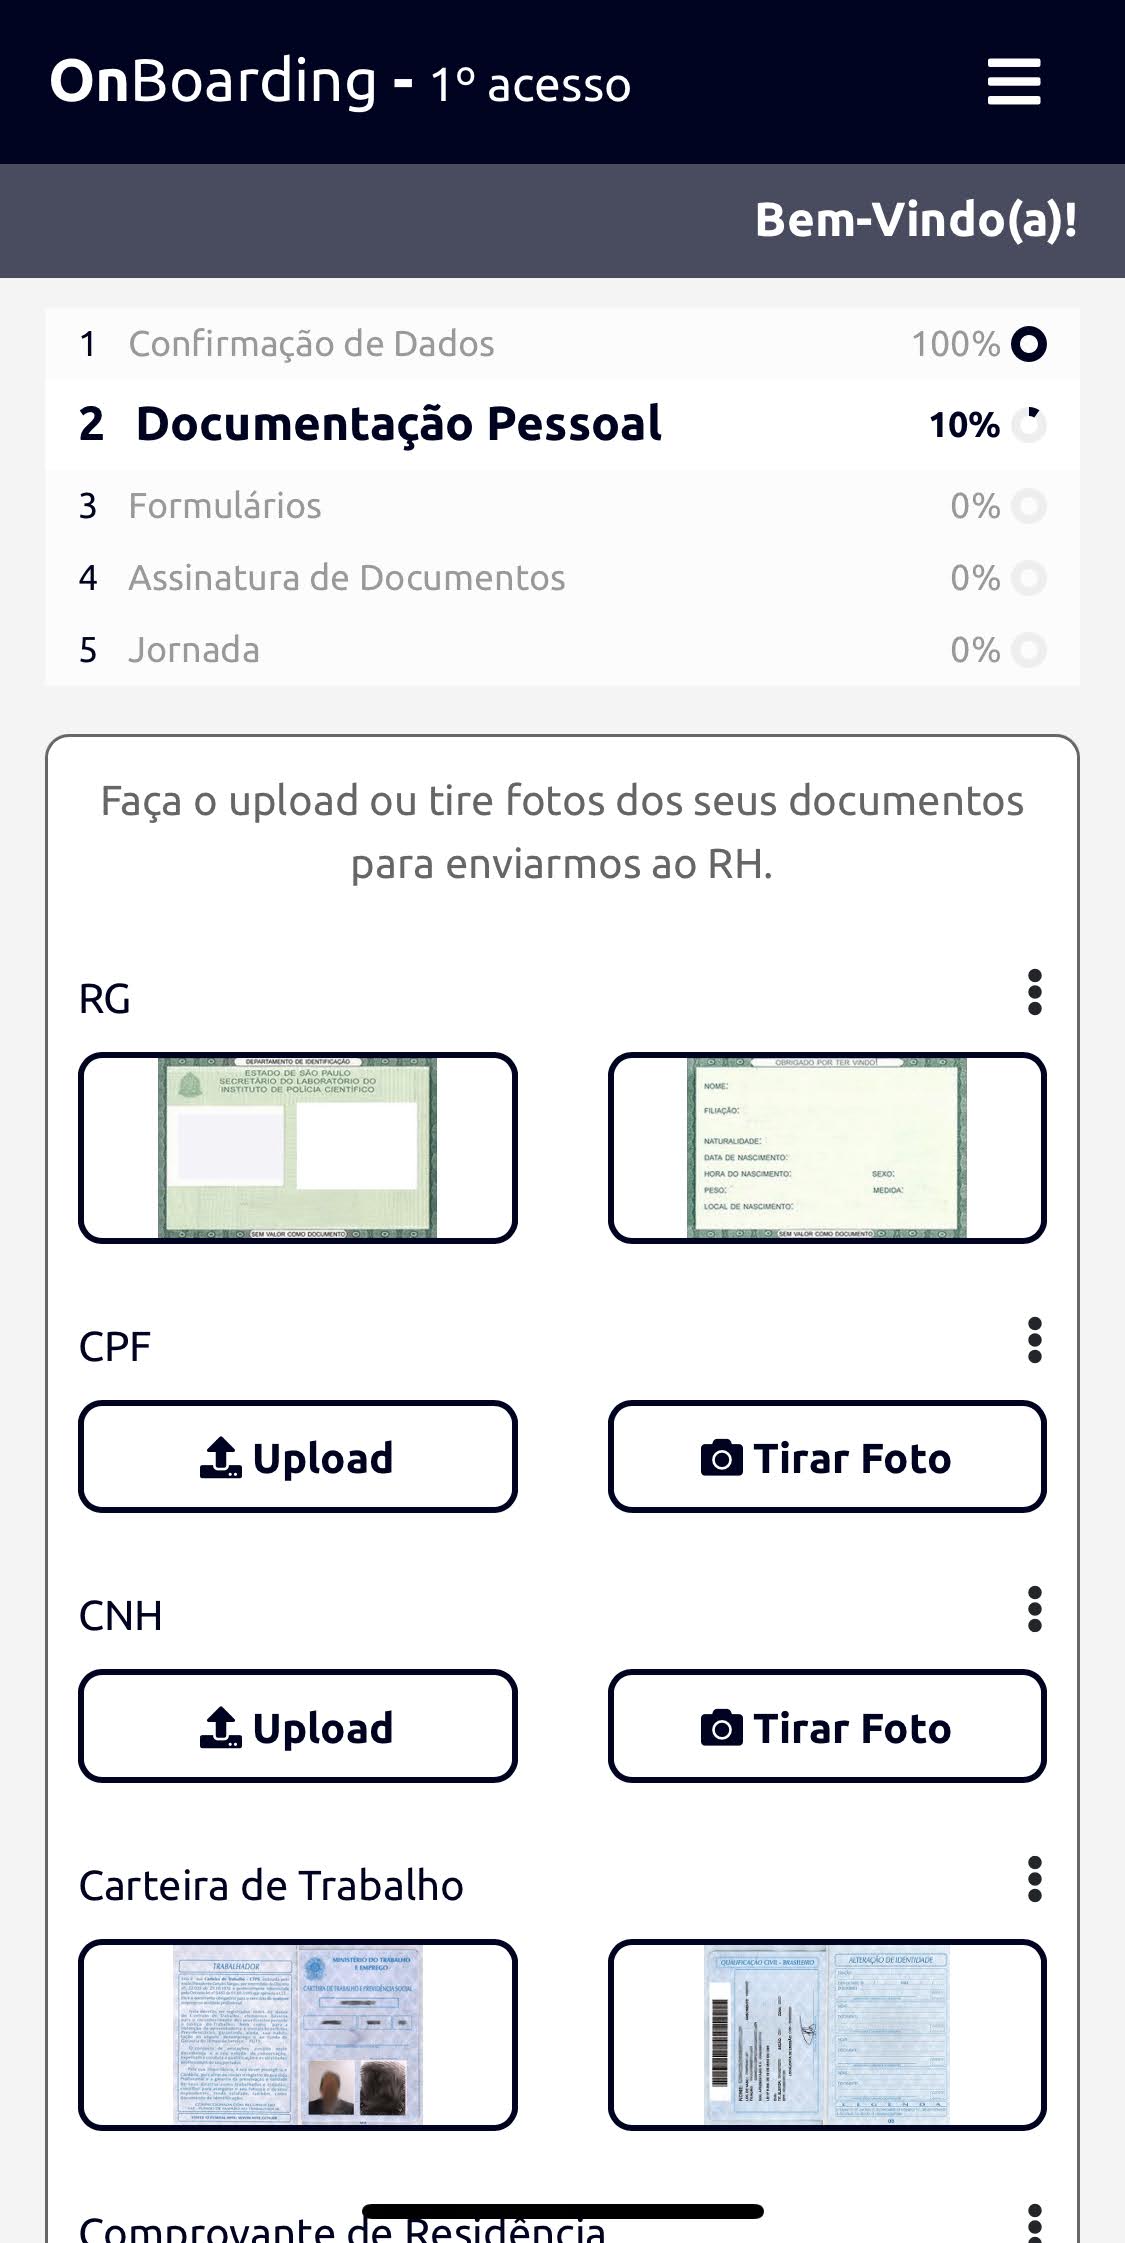 OnBoarding - 1º acesso
Bem-Vindo(a)!
1 Confirmação de Dados 100%
2 Documentação Pessoal 10%
3 Formulários 0%
4 Assinatura de Documentos 0%
5 Jornada 0%
Faça o upload ou tire fotos dos seus documentos
para enviarmos ao RH.
RG
DEPARTAMENTO DE IDENTIFICAÇÃO
ESTADO DE SÃO PAULO
SECRETÁRIO DO LABORATÓRIO DO
INSTITUTO DE POLÍCIA CIENTÍFICO
SEM VALOR COMO DOCUMENTO
OBRIGADO POR TER VINDO!
NOME:
FILIAÇÃO:
NATURALIDADE:
DATA DE NASCIMENTO:
HORA DO NASCIMENTO: SEXO:
PESO: MEDIDA:
LOCAL DE NASCIMENTO:
SEM VALOR COMO DOCUMENTO
CPF
Upload Tirar Foto
CNH
Upload Tirar Foto
Carteira de Trabalho
TRABALHADOR
MINISTÉRIO DO TRABALHO
E EMPREGO
CARTEIRA DE TRABALHO E PREVIDÊNCIA SOCIAL
QUALIFICAÇÃO CIVIL - BRASILEIRO
ALTERAÇÃO DE IDENTIDADE
Comprovante de Residência